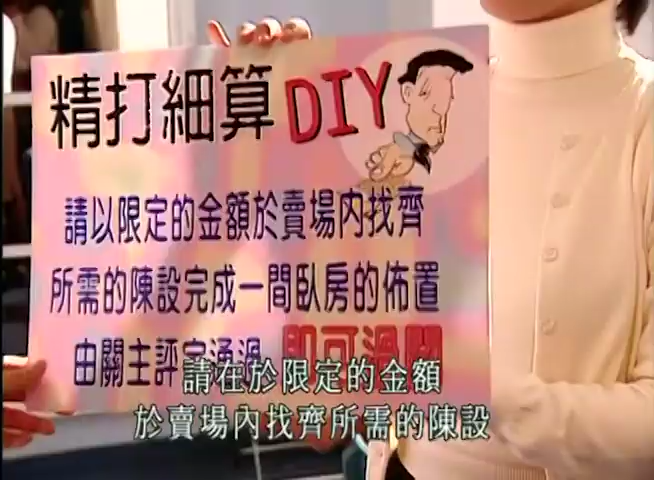 精打細算DIY
請以限定的金額於賣場內找齊
所需的陳設完成一間臥房的佈置
由關主評定通過 即可過關
請在於限定的金額
於賣場內找齊所需的陳設